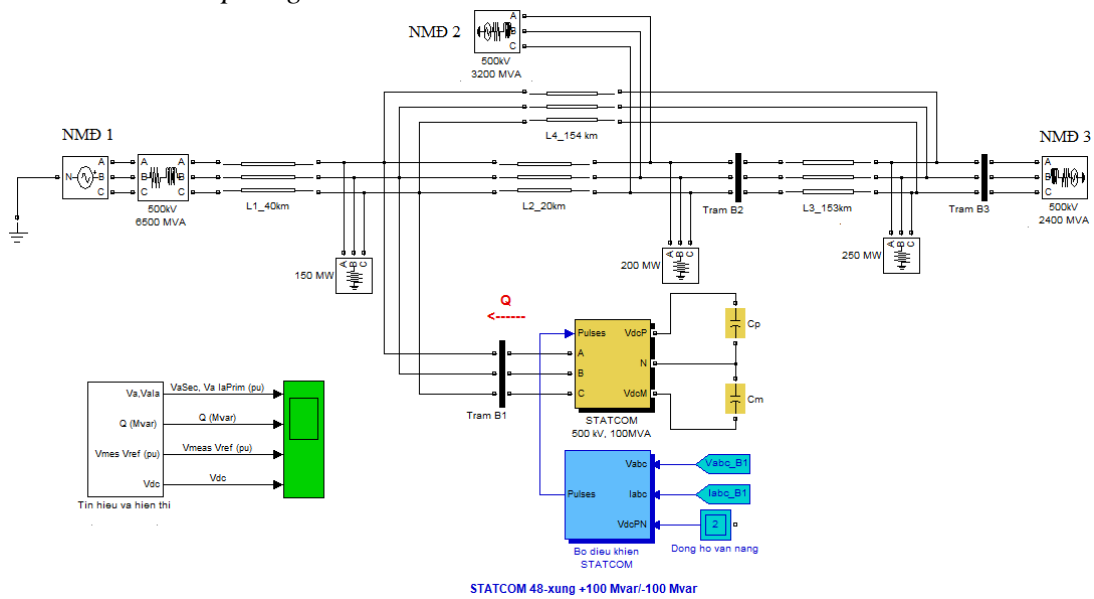 NMĐ 2
A
B
C
500kV
3200 MVA
L4_154 km
NMĐ 1
NMĐ 3
N
A
B
C
A
B
C
A
B
C
500kV
6500 MVA
L1_40km
L2_20km
Tram B2
L3_153km
Tram B3
A
B
C
500kV
2400 MVA
150 MW
A B C
200 MW
A B C
250 MW
A B C
Q
<------
Pulses
VdcP
A
N
B
C
VdcM
Cp
Cm
Tram B1
STATCOM
500 kV, 100MVA
Va,VaIa
VaSec, Va IaPrim (pu)
Q (Mvar)
Q (Mvar)
Vmes Vref (pu)
Vmeas Vref (pu)
Vdc
Vdc
Tin hieu va hien thi
Vabc
Vabc_B1
Pulses
Iabc
Iabc_B1
VdcPN
2
Bo dieu khien
STATCOM
Dong ho van nang
STATCOM 48-xung +100 Mvar/-100 Mvar